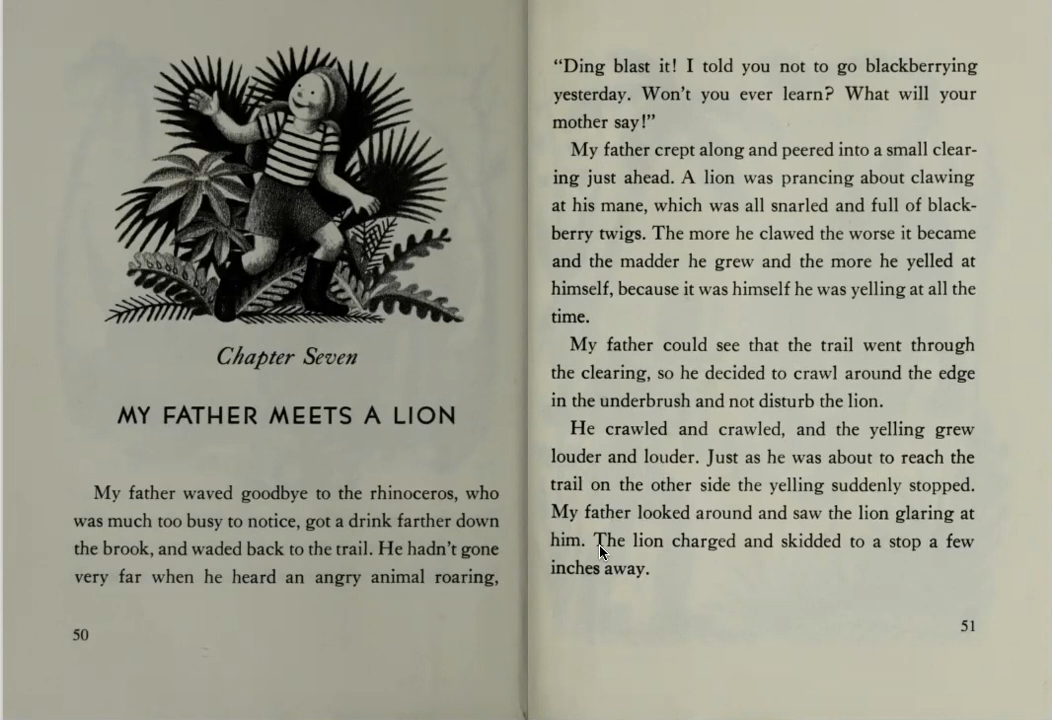 Chapter Seven
MY FATHER MEETS A LION
My father waved goodbye to the rhinoceros, who
was much too busy to notice, got a drink farther down
the brook, and waded back to the trail. He hadn't gone
very far when he heard an angry animal roaring,
50
“Ding blast it! I told you not to go blackberrying
yesterday. Won't you ever learn? What will your
mother say!”
My father crept along and peered into a small clear-
ing just ahead. A lion was prancing about clawing
at his mane, which was all snarled and full of black-
berry twigs. The more he clawed the worse it became
and the madder he grew and the more he yelled at
himself, because it was himself he was yelling at all the
time.
My father could see that the trail went through
the clearing, so he decided to crawl around the edge
in the underbrush and not disturb the lion.
He crawled and crawled, and the yelling grew
louder and louder. Just as he was about to reach the
trail on the other side the yelling suddenly stopped.
My father looked around and saw the lion glaring at
him. The lion charged and skidded to a stop a few
inches away.
51